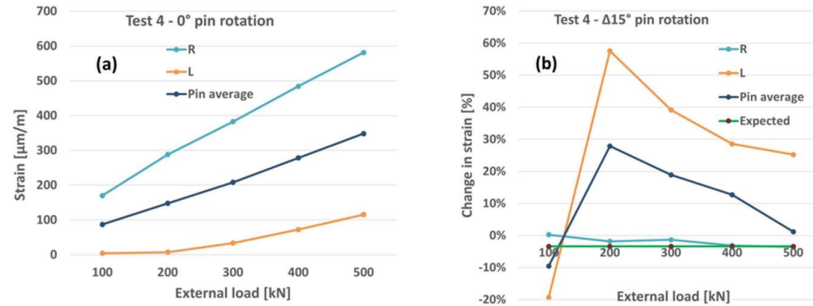 Test 4 - 0° pin rotation
700
600
500
400
300
200
100
0
Strain [µm/m]
(a)
R
L
Pin average
100 200 300 400 500
External load [kN]
Test 4 - Δ15° pin rotation
70%
60%
50%
40%
30%
20%
10%
0%
-10%
-20%
Change in strain [%]
(b)
R
L
Pin average
Expected
100 200 300 400 500
External load [kN]